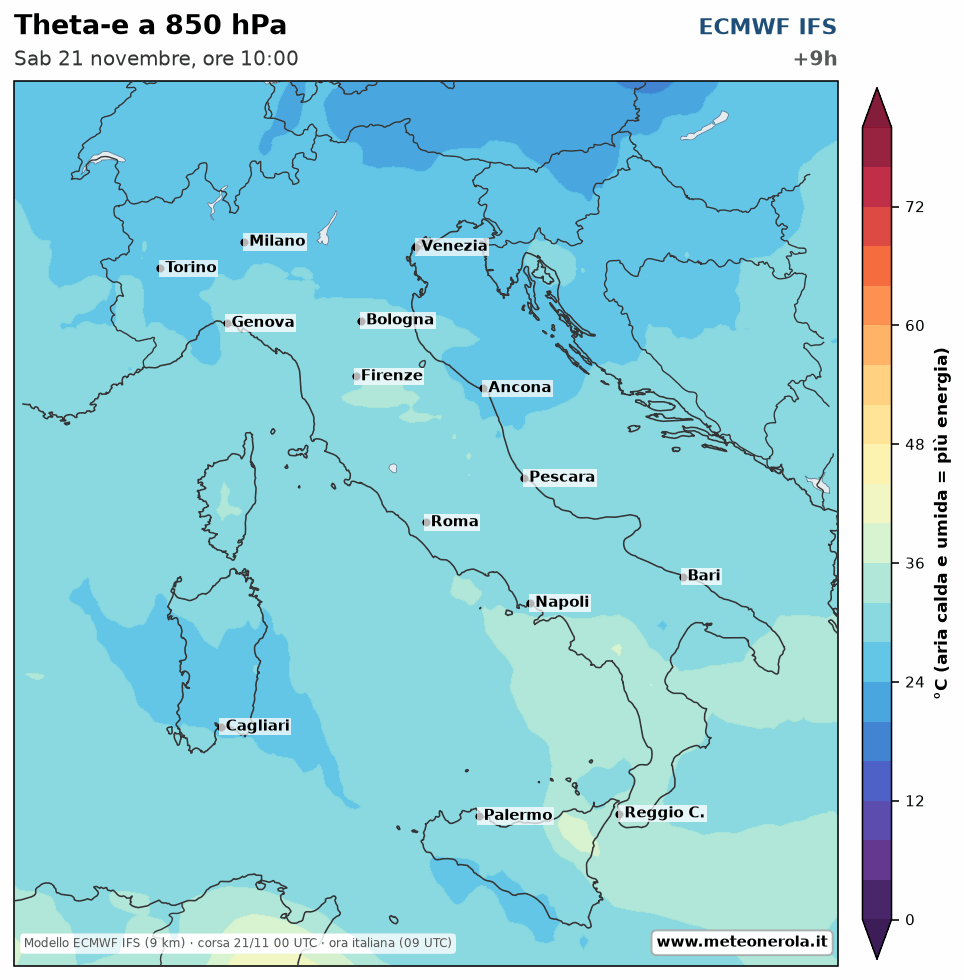 Theta-e a 850 hPa
ECMWF IFS
Sab 21 novembre, ore 10:00
+9h
Milano
Venezia
Torino
Genova
Bologna
Firenze
Ancona
Pescara
Roma
Bari
Napoli
Cagliari
Palermo
Reggio C.
72
60
48
36
24
12
0
°C (aria calda e umida = più energia)
Modello ECMWF IFS (9 km) · corsa 21/11 00 UTC · ora italiana (09 UTC)
www.meteonerola.it